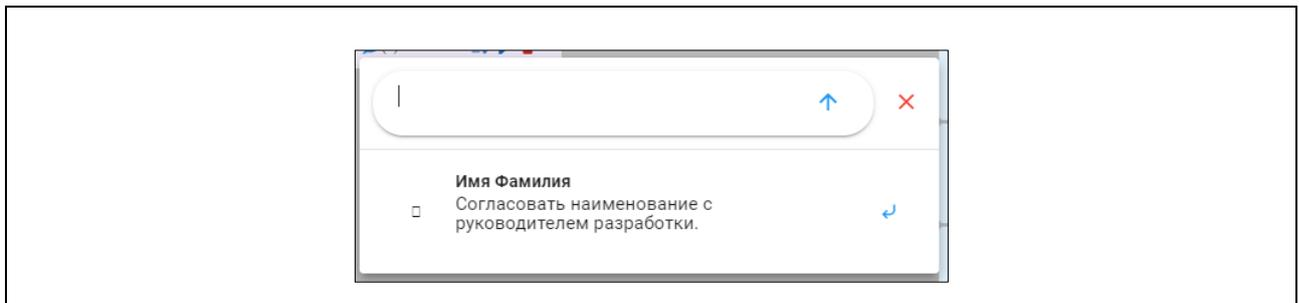 Имя Фамилия
Согласовать наименование с
руководителем разработки.